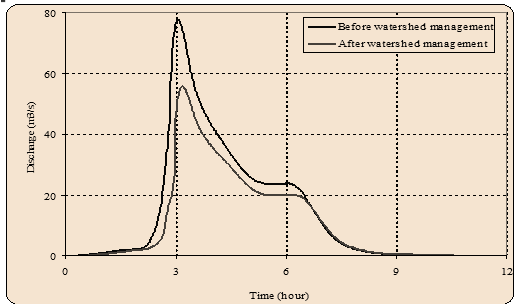 80
Before watershed management
After watershed management
60
40
20
0
Discharge (m3/s)
0 3 6 9 12
Time (hour)